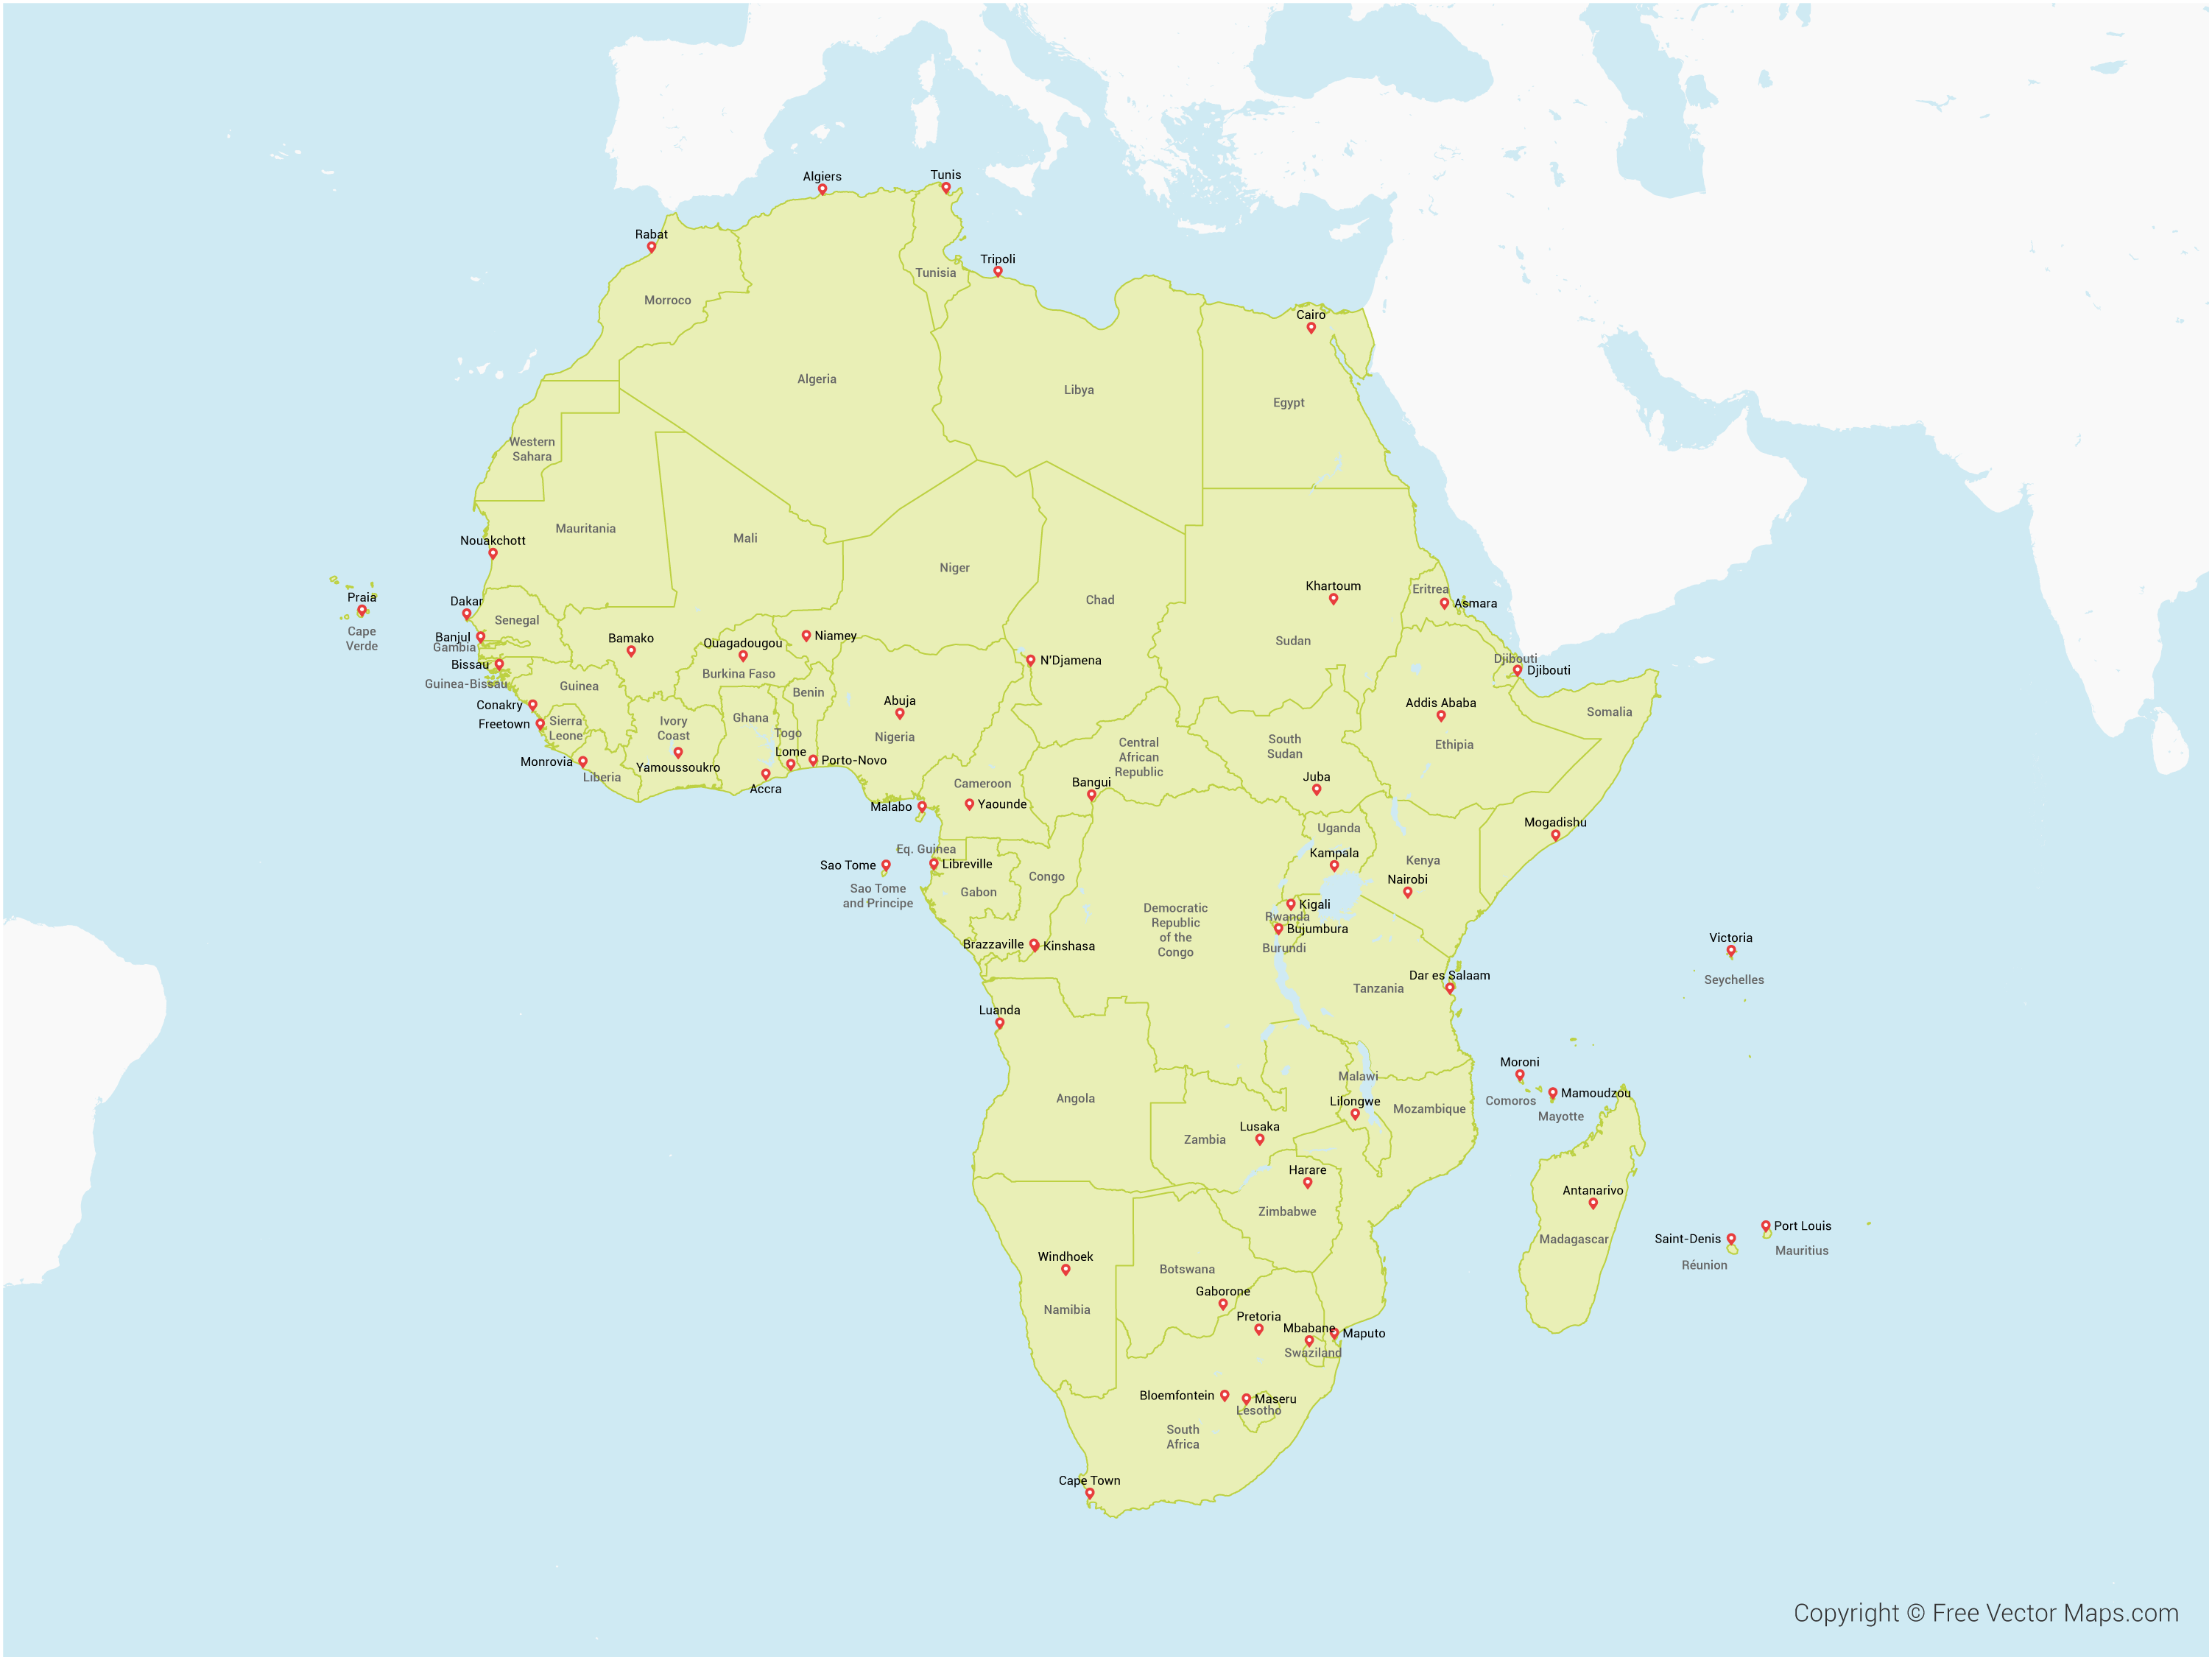 Algiers
Tunis
Rabat
Tripoli
Tunisia
Morroco
Cairo
Algeria
Libya
Egypt
Western
Sahara
Mauritania
Mali
Nouakchott
Niger
Khartoum
Eritrea
Asmara
Chad
Praia
Cape
Verde
Dakar
Senegal
Banjul
Gambia
Bamako
Ouagadougou
Niamey
Sudan
Bissau
Guinea-Bissau
Guinea
Burkina Faso
N'Djamena
Djibouti
Djibouti
Benin
Abuja
Addis Ababa
Somalia
Conakry
Freetown
Sierra
Leone
Ivory
Coast
Ghana
Togo
Nigeria
Central
African
Republic
South
Sudan
Ethipia
Monrovia
Liberia
Yamoussoukro
Lome
Porto-Novo
Accra
Cameroon
Bangui
Juba
Malabo
Yaounde
Mogadishu
Uganda
Eq. Guinea
Kampala
Kenya
Sao Tome
Libreville
Sao Tome
and Principe
Gabon
Congo
Nairobi
Democratic
Republic
of the
Congo
Kigali
Rwanda
Bujumbura
Burundi
Brazzaville
Kinshasa
Victoria
Seychelles
Dar es Salaam
Tanzania
Luanda
Moroni
Malawi
Mamoudzou
Comoros
Mayotte
Angola
Lilongwe
Mozambique
Lusaka
Zambia
Harare
Antanarivo
Zimbabwe
Madagascar
Port Louis
Saint-Denis
Mauritius
Réunion
Windhoek
Botswana
Gaborone
Namibia
Pretoria
Mbabane
Maputo
Swaziland
Bloemfontein
Maseru
Lesotho
South
Africa
Cape Town
Copyright © Free Vector Maps.com